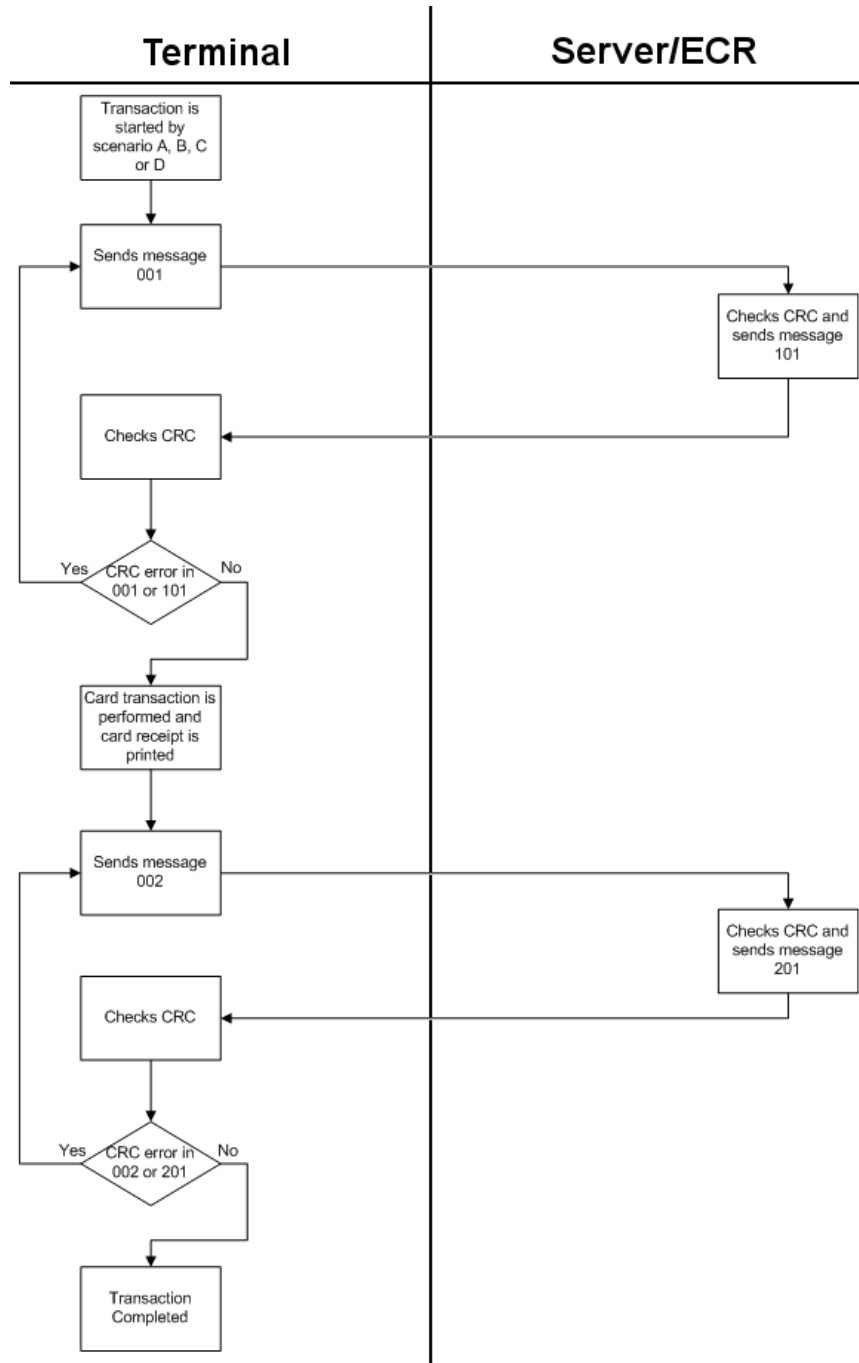 Terminal
Server/ECR
Transaction is
started by
scenario A, B, C
or D
Sends message
001
Checks CRC and
sends message
101
Checks CRC
Yes
CRC error in
001 or 101
No
Card transaction is
performed and
card receipt is
printed
Sends message
002
Checks CRC and
sends message
201
Checks CRC
Yes
CRC error in
002 or 201
No
Transaction
Completed